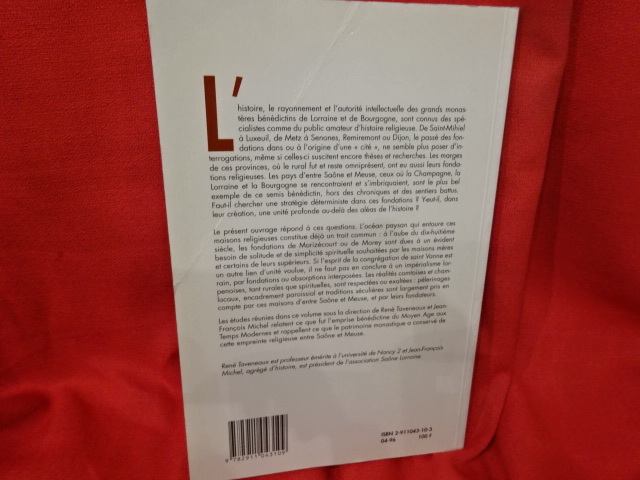 L'histoire, le rayonnement et l'autorité intellectuelle des grands monas-
tères bénédictins de Lorraine et de Bourgogne, sont connus des spé-
cialistes comme du public amateur d'histoire religieuse. De Saint-Mihiel
à Luxeuil, de Metz à Senones, Remiremont ou Dijon, le passé des fon-
dations dans ou à l'origine d'une « cité », ne semble plus poser d'in-
terrogations, même si celles-ci suscitent encore thèses et recherches. Les marges
de ces provinces, où le rural fut et reste omniprésent, ont eu aussi leurs fonda-
tions religieuses. Les pays d'entre Saône et Meuse, ceux où la Champagne, la
Lorraine et la Bourgogne se rencontraient et s'imbriquaient, sont le plus bel
exemple de ce semis bénédictin, hors des chroniques et des sentiers battus.
Faut-il chercher une stratégie déterministe dans ces fondations ? Y-eut-il, dans
leur création, une unité profonde au-delà des aléas de l'histoire ?
Le présent ouvrage répond à ces questions. L'océan paysan qui entoure ces
maisons religieuses constitue déjà un trait commun : à l'aube du dix-huitième
siècle, les fondations de Morizécourt ou de Morey sont dues à un évident
besoin de solitude et de simplicité spirituelle souhaitées par les maisons mères
et certains de leurs supérieurs. Si l'esprit de la congrégation de saint Vanne est
un autre lien d'unité voulue, il ne faut pas en conclure à un impérialisme lor-
rain, par fondations ou absorptions interposées. Les réalités comtoises et cham-
penoises, tant rurales que spirituelles, sont respectées ou exaltées : pèlerinages
locaux, encadrement paroissial et traditions séculières sont largement pris en
compte par ces maisons d'entre Saône et Meuse, et par leurs fondateurs.
Les études réunies dans ce volume sous la direction de René Taveneaux et Jean-
François Michel relatent ce que fut l'emprise bénédictine du Moyen Age aux
Temps Modernes et rappellent ce que le patrimoine monastique a conservé de
cette empreinte religieuse entre Saône et Meuse.
René Taveneaux est professeur émérite à l'université de Nancy 2 et Jean-François
Michel, agrégé d'histoire, est président de l'association Saône Lorraine.
ISBN 2-911043-10-3
04-96 100 F
9 782911 043109